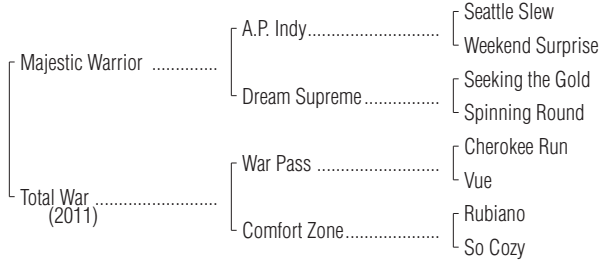 Seattle Slew
A.P. Indy..............................
Weekend Surprise
Majestic Warrior ...............
Seeking the Gold
Dream Supreme.................
Spinning Round
Cherokee Run
War Pass ............................
Vue
Total War ............................
(2011)
Rubiano
Comfort Zone.....................
So Cozy